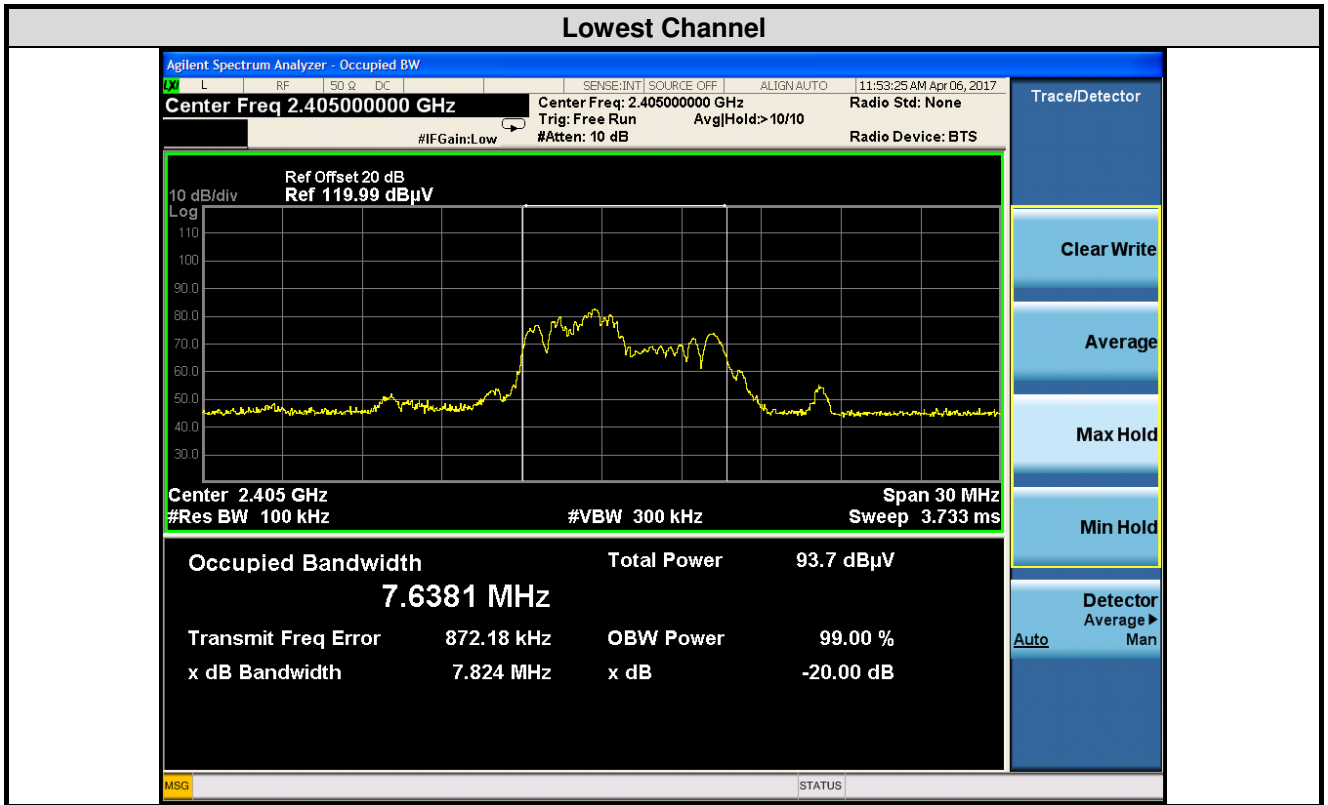 Lowest Channel
Agilent Spectrum Analyzer - Occupied BW
LXI L RF 50 Ω DC SENSE:INT SOURCE OFF ALIGN AUTO 11:53:25 AM Apr 06, 2017
Center Freq 2.405000000 GHz
Center Freq: 2.405000000 GHz
Radio Std: None
Trig: Free Run
Avg|Hold:> 10/10
#IFGain:Low
#Atten: 10 dB
Radio Device: BTS
Trace/Detector
Ref Offset 20 dB
10 dB/div Ref 119.99 dBµV
Log
110
100
90.0
80.0
70.0
60.0
50.0
40.0
30.0
Center 2.405 GHz
Span 30 MHz
#Res BW 100 kHz
#VBW 300 kHz
Sweep 3.733 ms
Occupied Bandwidth
7.6381 MHz
Total Power 93.7 dBµV
Transmit Freq Error 872.18 kHz
OBW Power 99.00 %
x dB Bandwidth 7.824 MHz
x dB -20.00 dB
Clear Write
Average
Max Hold
Min Hold
Detector
Average▶
Auto Man
MSG
STATUS